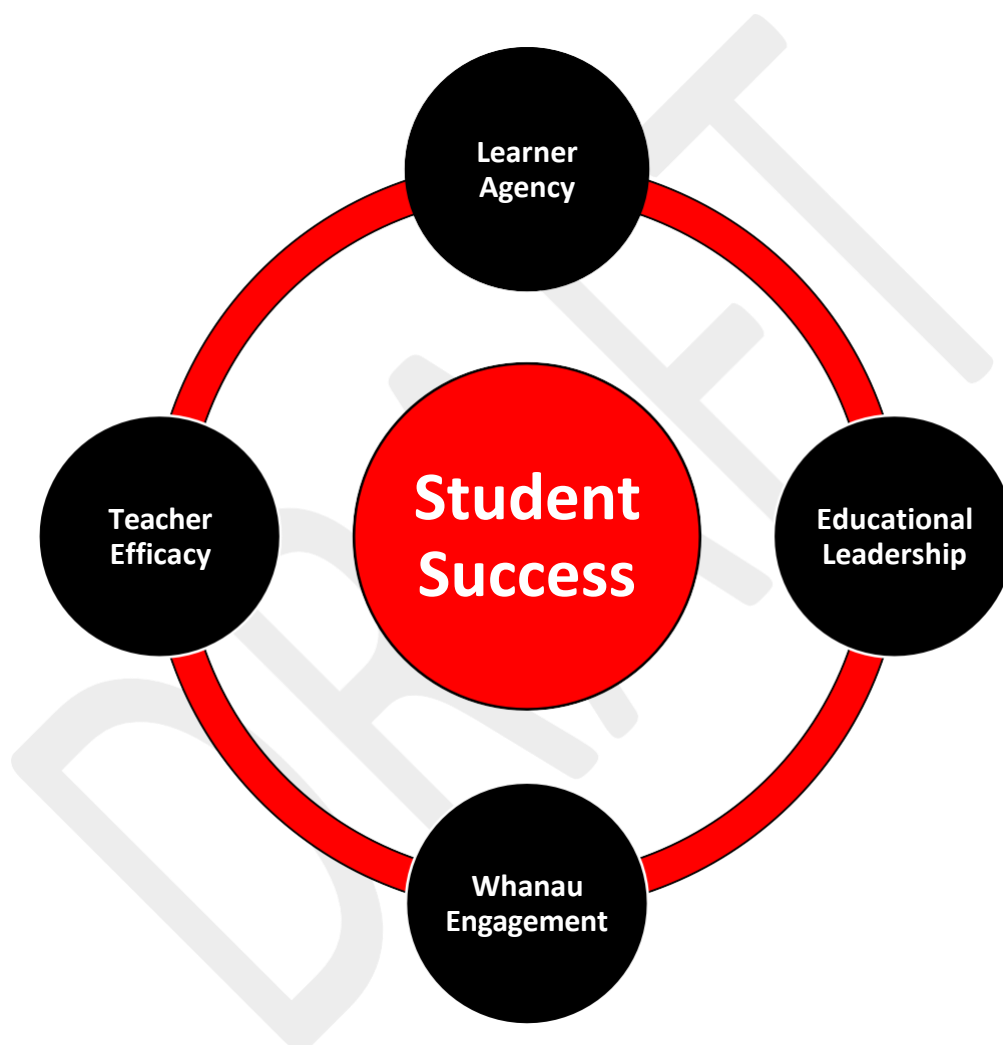 Learner
Agency
Teacher
Efficacy
Student
Success
Educational
Leadership
Whanau
Engagement
DRAFT